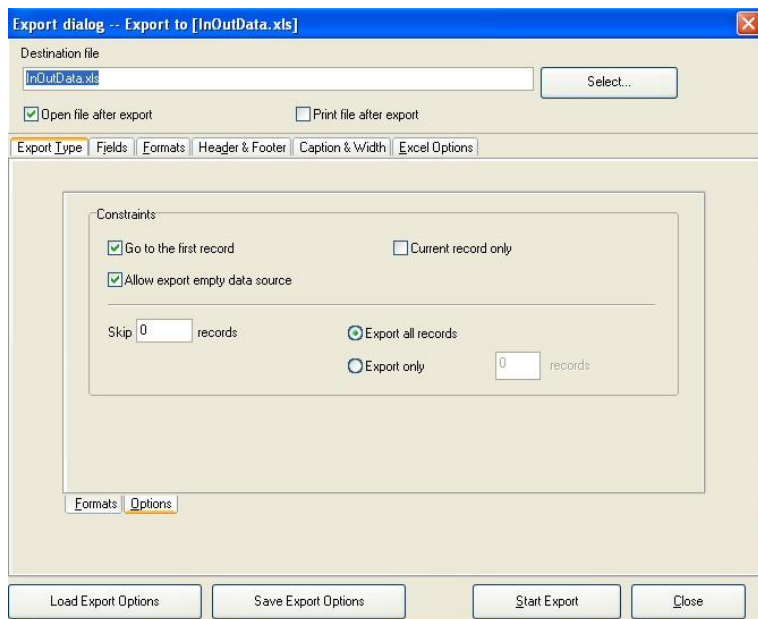 Export dialog -- Export to [InOutData.xls]
Destination file
InOutData.xls
Select...
Open file after export Print file after export
Export Type Fields Formats Header & Footer Caption & Width Excel Options
Constraints
Go to the first record Current record only
Allow export empty data source
Skip 0 records Export all records
Export only 0 records
Formats Options
Load Export Options Save Export Options Start Export Close